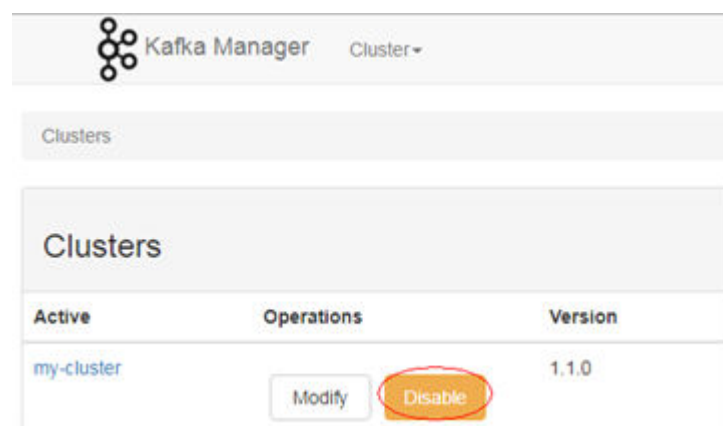 Kafka Manager Cluster
Clusters
Clusters
Active Operations Version
my-cluster 1.1.0
Modify Disable